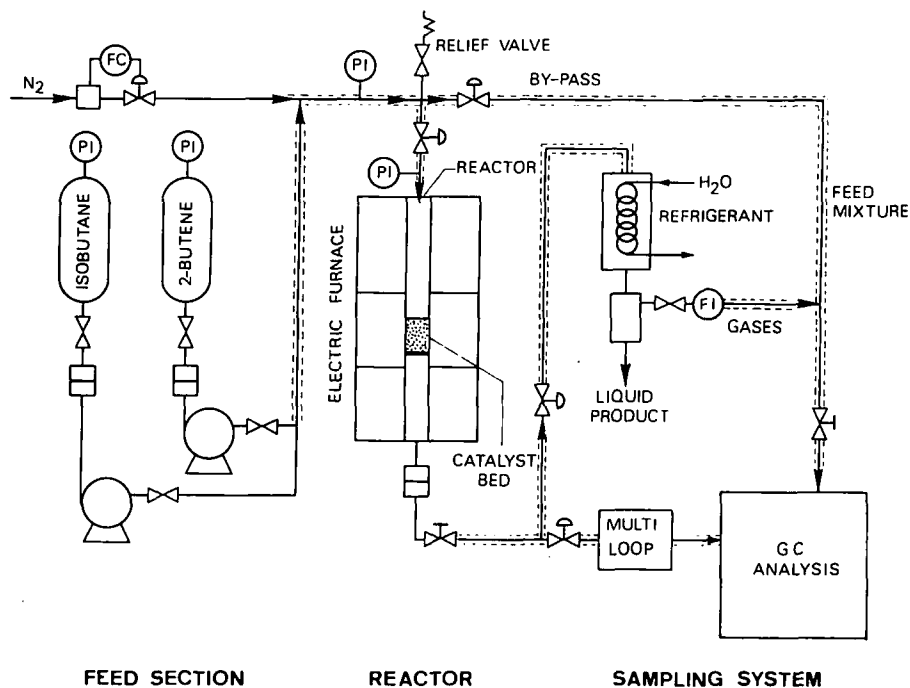 RELIEF VALVE
FC
N2
PI
BY-PASS
PI
PI
PI
REACTOR
H2O
REFRIGERANT
FEED
MIXTURE
ISOBUTANE
2-BUTENE
ELECTRIC FURNACE
FI
GASES
LIQUID
PRODUCT
CATALYST
BED
MULTI
LOOP
GC
ANALYSIS
FEED SECTION
REACTOR
SAMPLING SYSTEM